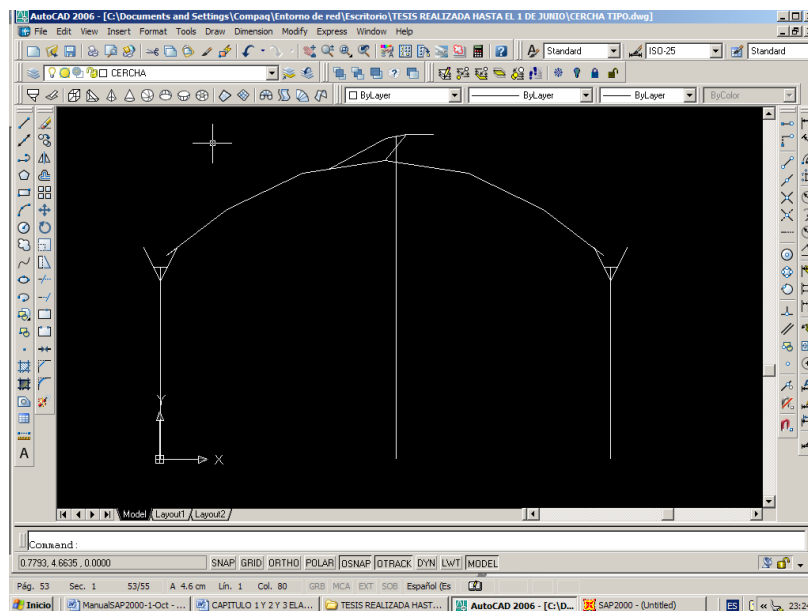 AutoCAD 2006 - [C:\Documents and Settings\Compaq\Entorno de red\Escritorio\TESIS REALIZADA HASTA EL 1 DE JUNIO\CERCHA TIPO.dwg]
File Edit View Insert Format Tools Draw Dimension Modify Express Window Help
Standard ISO-25 Standard
CERCHA
ByLayer ByLayer ByLayer ByColor
Y
X
A
Model Layout1 Layout2
Command:
0.7793, 4.6635, 0.0000 SNAP GRID ORTHO POLAR OSNAP OTRACK DYN LWT MODEL
Pág. 53 Sec. 1 53/55 A 4.6 cm Lín. 1 Col. 80 GRB MCA EXT SOB Español (Es
Inicio ManualSAP2000-1-Oct - ... CAPITULO 1 Y 2 Y 3 ELA... TESIS REALIZADA HAST... AutoCAD 2006 - [C:\D... SAP2000 - (Untitled) ES